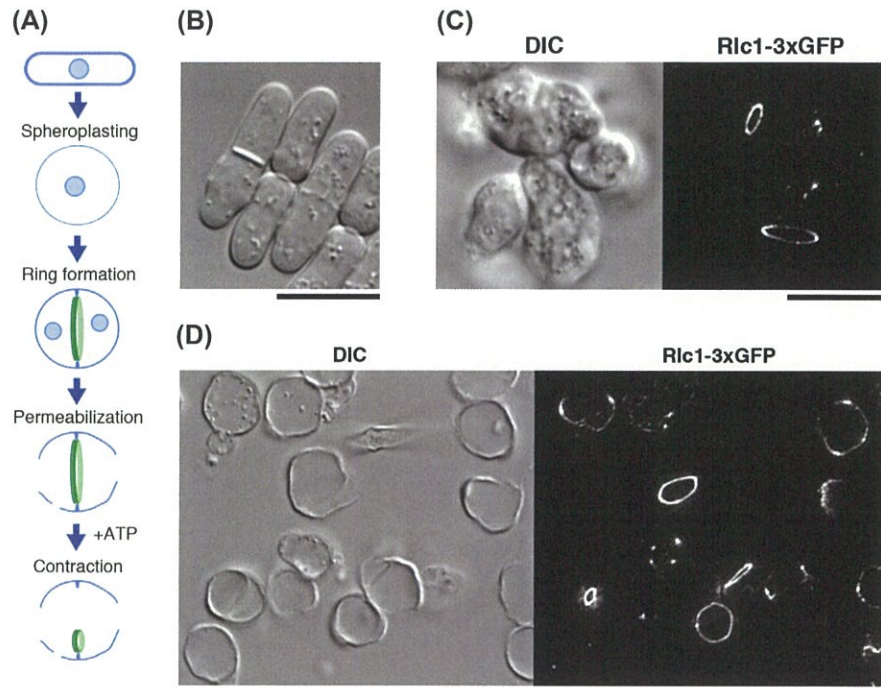 (A)
Spheroplasting
Ring formation
Permeabilization
+ATP
Contraction
(B)
(C)
DIC Rlc1-3xGFP
(D)
DIC Rlc1-3xGFP